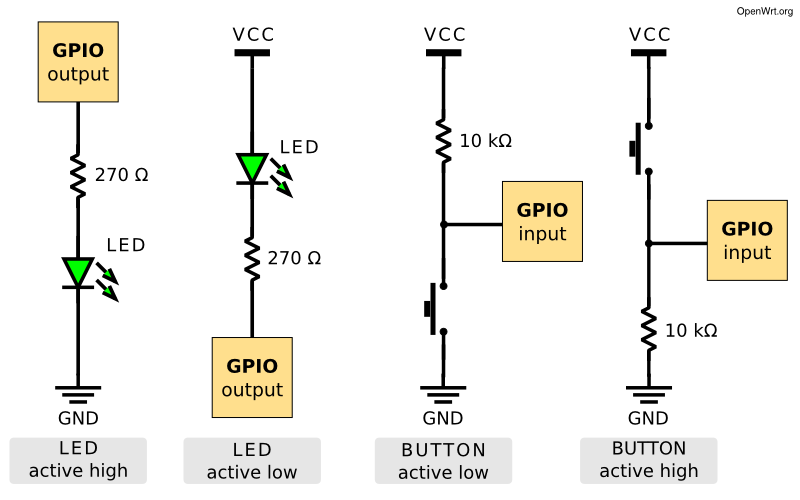 OpenWrt.org
GPIO
output
270 Ω
LED
GND
LED
active high
VCC
LED
270 Ω
GPIO
output
LED
active low
VCC
10 kΩ
GPIO
input
GND
BUTTON
active low
VCC
GPIO
input
10 kΩ
GND
BUTTON
active high